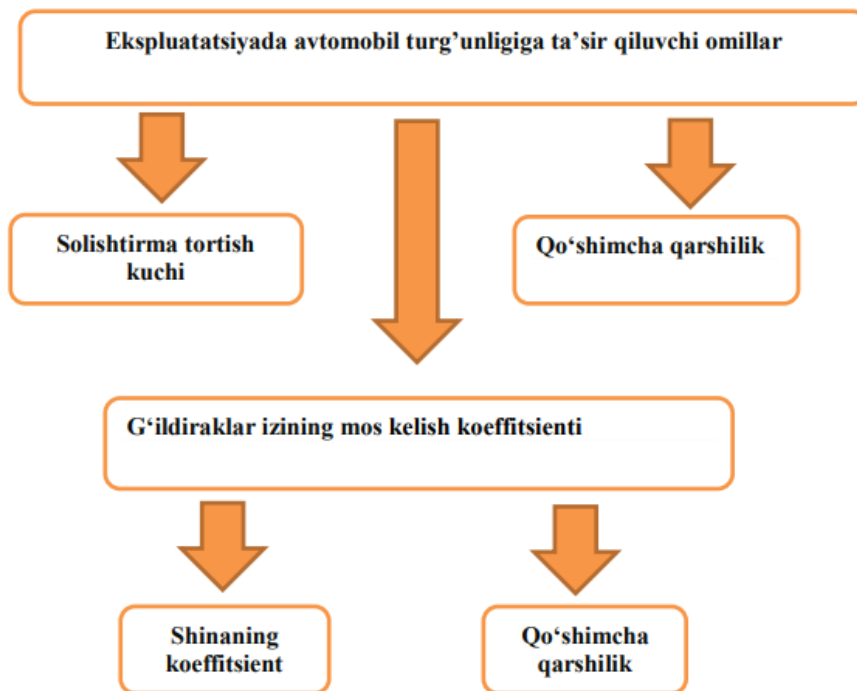 Ekspluatatsiyada avtomobil turg’unligiga ta’sir qiluvchi omillar
Solishtirma tortish
kuchi
Qo‘shimcha qarshilik
G‘ildiraklar izining mos kelish koeffitsienti
Shinaning
koeffitsient
Qo‘shimcha
qarshilik